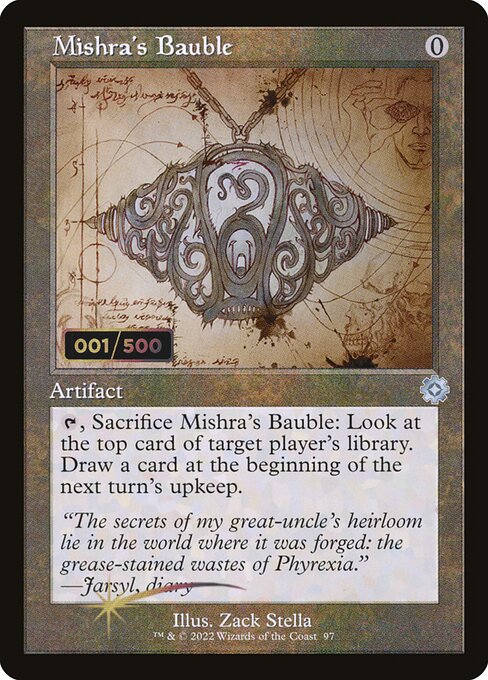 Mishra's Bauble
0
001/500
Artifact
, Sacrifice Mishra's Bauble: Look at
the top card of target player's library.
Draw a card at the beginning of the
next turn's upkeep.
"The secrets of my great-uncle's heirloom
lie in the world where it was forged: the
grease-stained wastes of Phyrexia."
—Jarsyl, diary
Illus. Zack Stella
™ & © 2022 Wizards of the Coast 97